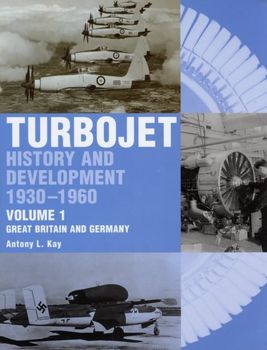 TURBOJET
HISTORY AND
DEVELOPMENT
1930–1960
VOLUME 1
GREAT BRITAIN AND GERMANY
Antony L. Kay